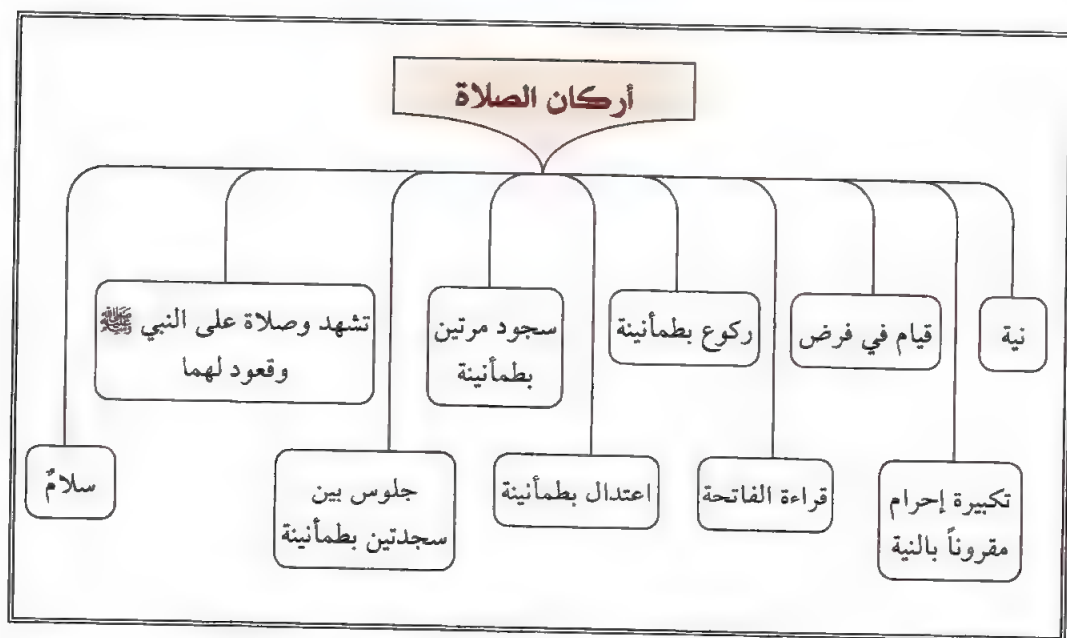 أركان الصلاة
نية
تكبيرة إحرام
مقروناً بالنية
قيام في فرض
قراءة الفاتحة
ركوع بطمأنينة
اعتدال بطمأنينة
سجود مرتين
بطمأنينة
جلوس بين
سجدتين بطمأنينة
تشهد وصلاة على النبي ﷺ
وقعود لهما
سلامٌ